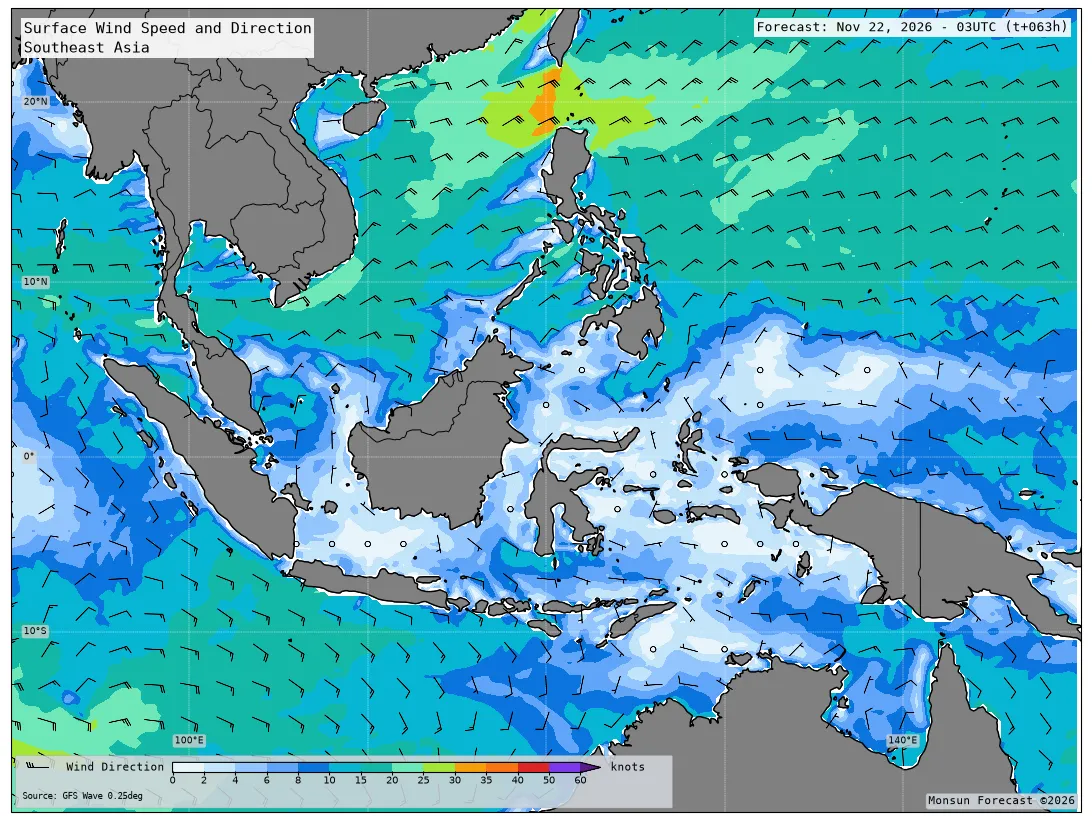 Surface Wind Speed and Direction
Southeast Asia
Forecast: Nov 22, 2026 - 03UTC (t+063h)
20°N
10°N
0°
10°S
100°E
140°E
Wind Direction
0 2 4 6 8 10 15 20 25 30 35 40 50 60
knots
Source: GFS Wave 0.25deg
Monsun Forecast ©2026